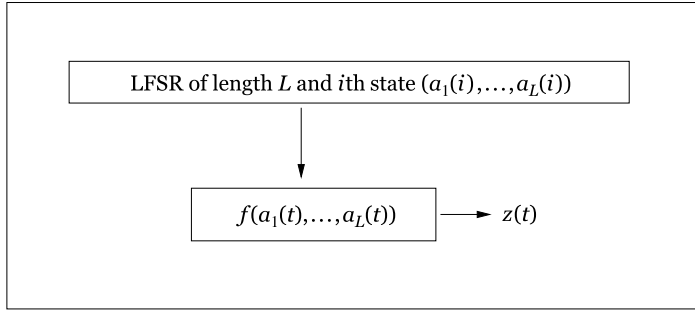 LFSR of length L and ith state (a₁(i),...,a_L(i))
f(a₁(t),...,a_L(t))
z(t)